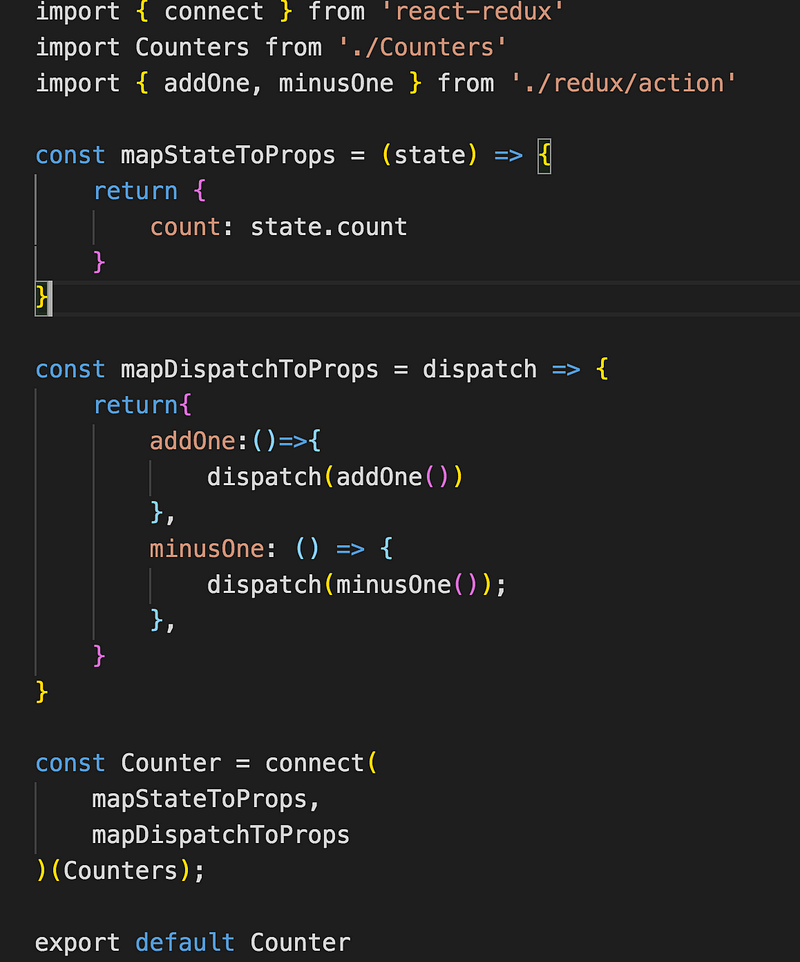 import { connect } from 'react-redux'
import Counters from './Counters'
import { addOne, minusOne } from './redux/action'

const mapStateToProps = (state) => {
    return {
        count: state.count
    }
}

const mapDispatchToProps = dispatch => {
    return{
        addOne:()=>{
            dispatch(addOne())
        },
        minusOne: () => {
            dispatch(minusOne());
        },
    }
}

const Counter = connect(
    mapStateToProps,
    mapDispatchToProps
)(Counters);

export default Counter